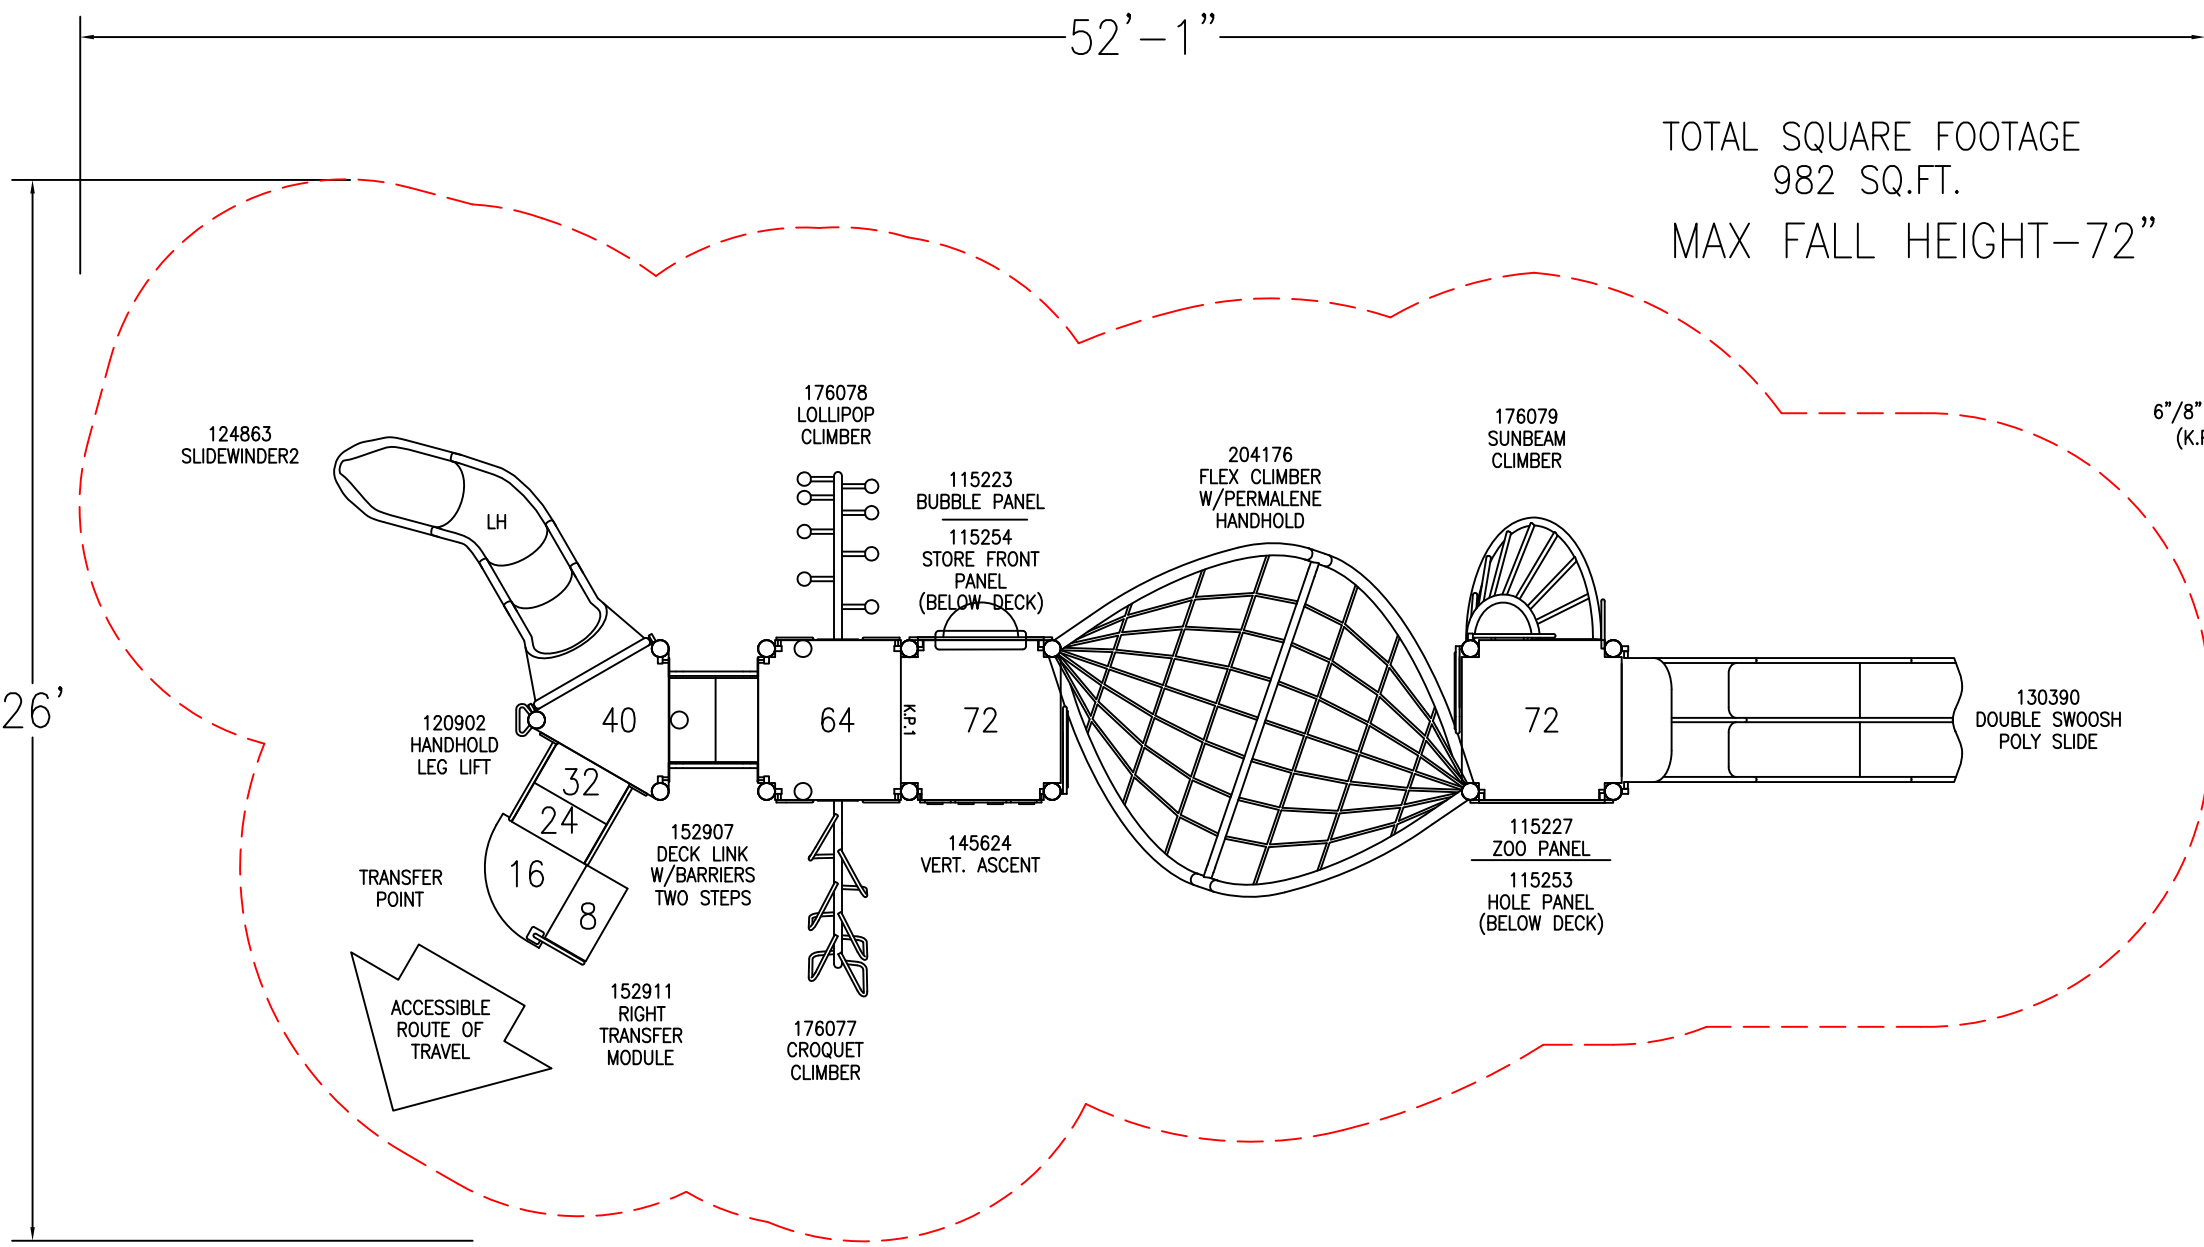 52'-1"
TOTAL SQUARE FOOTAGE
982 SQ.FT.
MAX FALL HEIGHT-72"
26'
124863
SLIDEWINDER2
LH
176078
LOLLIPOP
CLIMBER
115223
BUBBLE PANEL
115254
STORE FRONT
PANEL
(BELOW DECK)
204176
FLEX CLIMBER
W/PERMALENE
HANDHOLD
176079
SUNBEAM
CLIMBER
6"/8"
120902
HANDHOLD
LEG LIFT
40
64
K.P.1
72
72
130390
DOUBLE SWOOSH
POLY SLIDE
32
24
16
8
TRANSFER
POINT
152907
DECK LINK
W/BARRIERS
TWO STEPS
145624
VERT. ASCENT
115227
ZOO PANEL
115253
HOLE PANEL
(BELOW DECK)
ACCESSIBLE
ROUTE OF
TRAVEL
152911
RIGHT
TRANSFER
MODULE
176077
CROQUET
CLIMBER